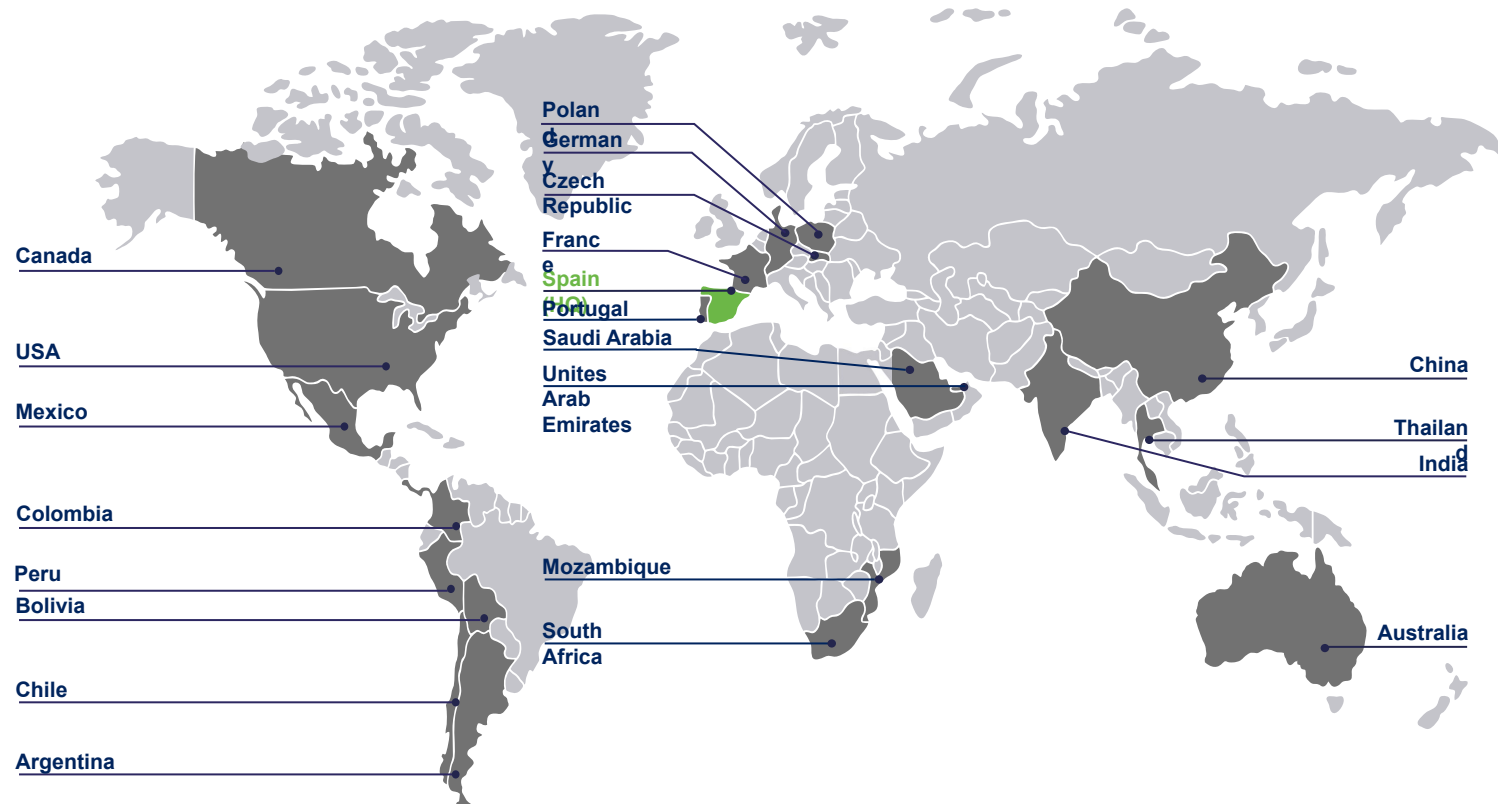 Canada
USA
Mexico
Colombia
Peru
Bolivia
Chile
Argentina
Polan
d
German
y
Czech
Republic
Franc
e
Spain
(HQ)
Portugal
Saudi Arabia
Unites
Arab
Emirates
Mozambique
South
Africa
China
Thailan
d
India
Australia